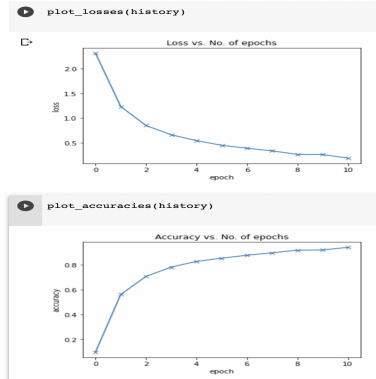 plot_losses(history)
Loss vs. No. of epochs
2.0
1.5
1.0
0.5
loss
0 2 4 6 8 10
epoch
plot_accuracies(history)
Accuracy vs. No. of epochs
0.8
0.6
0.4
0.2
accuracy
0 2 4 6 8 10
epoch